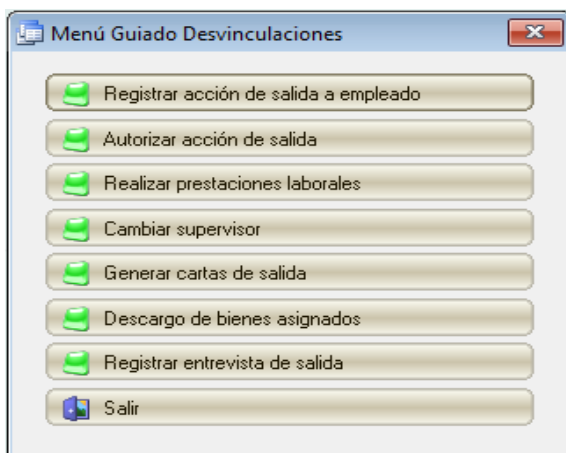 Menú Guiado Desvinculaciones
Registrar acción de salida a empleado
Autorizar acción de salida
Realizar prestaciones laborales
Cambiar supervisor
Generar cartas de salida
Descargo de bienes asignados
Registrar entrevista de salida
Salir